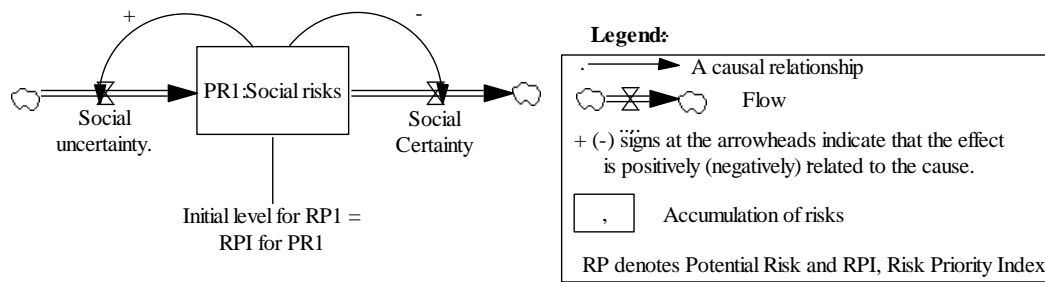 +
-
PR1:Social risks
Social
uncertainty.
Social
Certainty
Initial level for RP1 =
RPI for PR1
Legend:
A causal relationship
Flow
+ (-) signs at the arrowheads indicate that the effect
is positively (negatively) related to the cause.
,
Accumulation of risks
RP denotes Potential Risk and RPI, Risk Priority Index